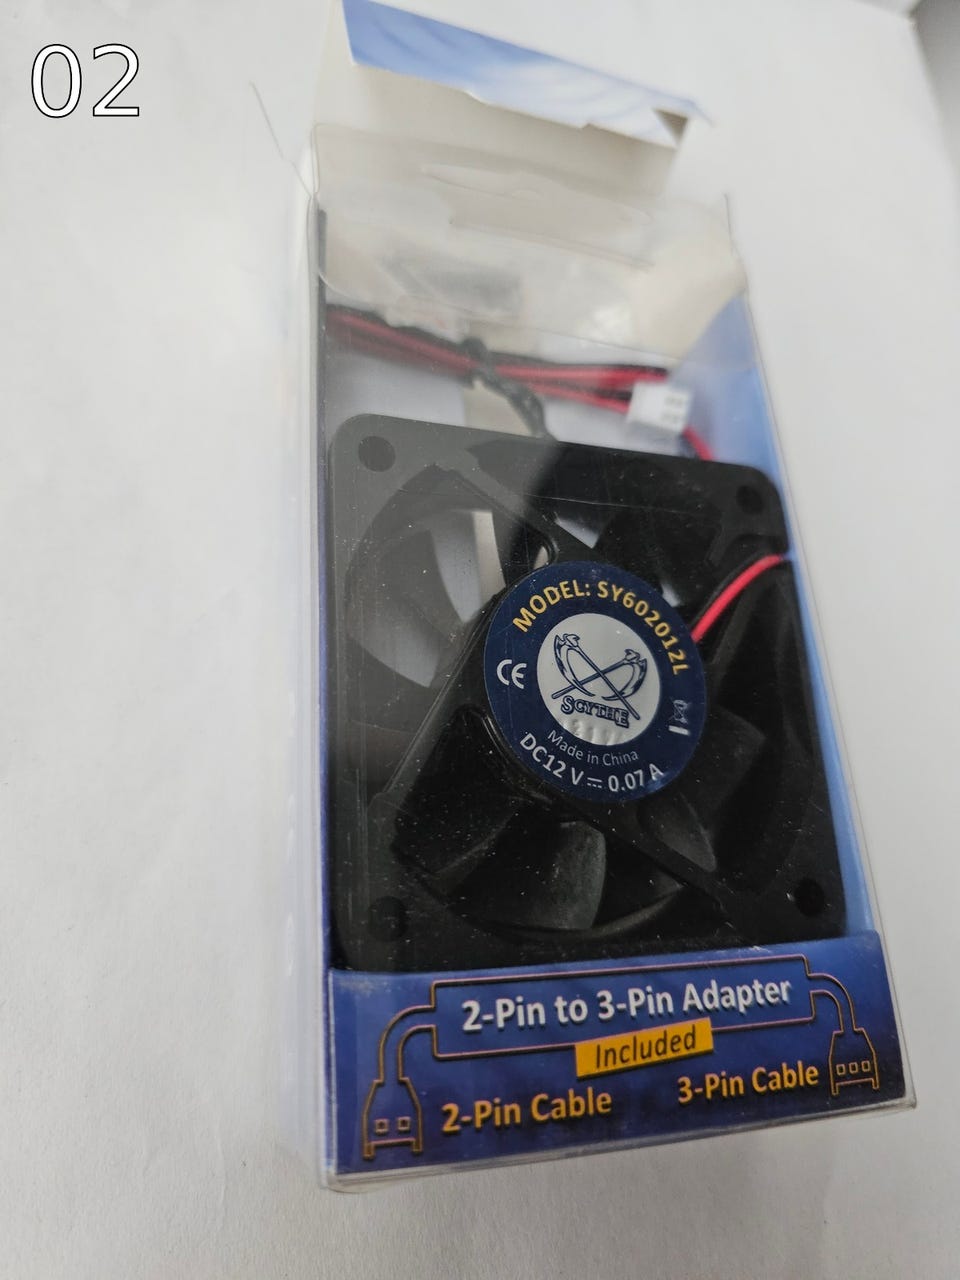 02
MODEL: SY602012L
CE
SCYTHE
Made in China
DC12 V ⎓ 0.07 A
2-Pin to 3-Pin Adapter
Included
2-Pin Cable
3-Pin Cable